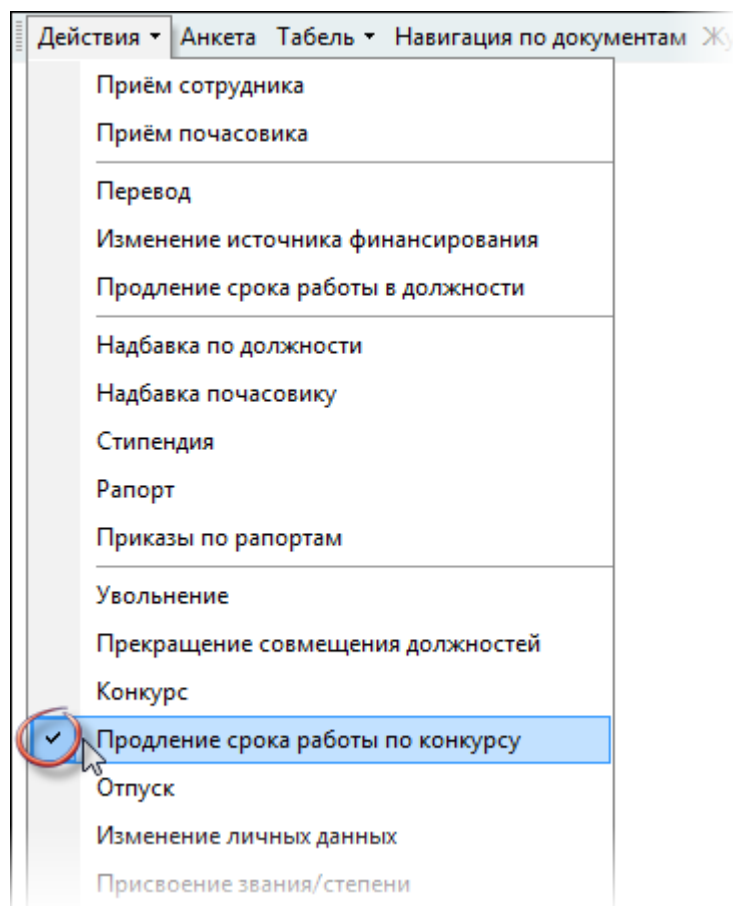 Действия Анкета Табель Навигация по документам
Приём сотрудника
Приём почасовика
Перевод
Изменение источника финансирования
Продление срока работы в должности
Надбавка по должности
Надбавка почасовику
Стипендия
Рапорт
Приказы по рапортам
Увольнение
Прекращение совмещения должностей
Конкурс
Продление срока работы по конкурсу
Отпуск
Изменение личных данных
Присвоение звания/степени